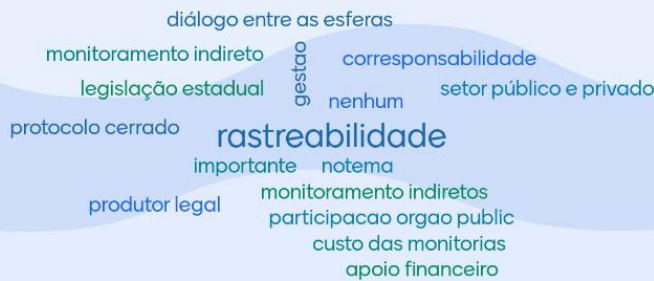 diálogo entre as esferas
monitoramento indireto
gestao
corresponsabilidade
legislação estadual
nenhum
setor público e privado
protocolo cerrado
rastreabilidade
importante
notema
produtor legal
monitoramento indiretos
participacao orgao public
custo das monitorias
apoio financeiro